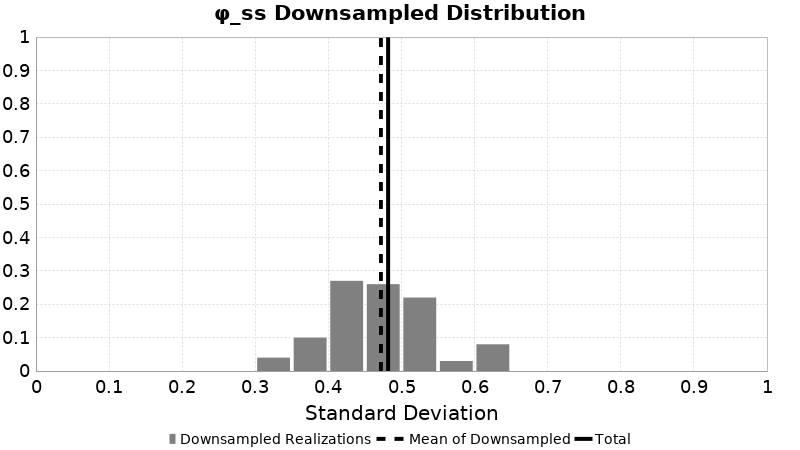 φ_ss Downsampled Distribution
1
0.9
0.8
0.7
0.6
0.5
0.4
0.3
0.2
0.1
0
0 0.1 0.2 0.3 0.4 0.5 0.6 0.7 0.8 0.9 1
Standard Deviation
Downsampled Realizations Mean of Downsampled Total